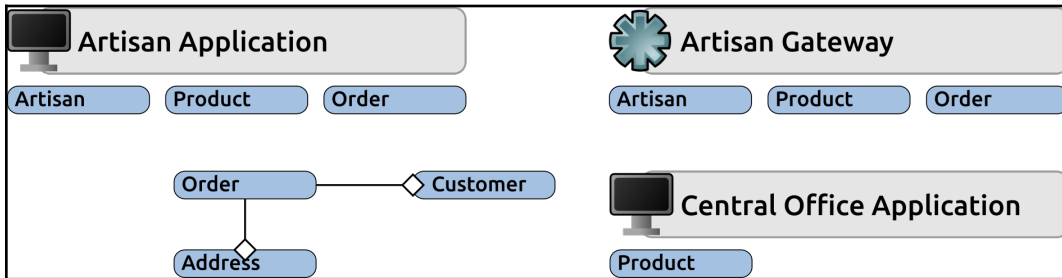 Artisan Application
Artisan Gateway
Artisan
Product
Order
Artisan
Product
Order
Order
Customer
Central Office Application
Address
Product